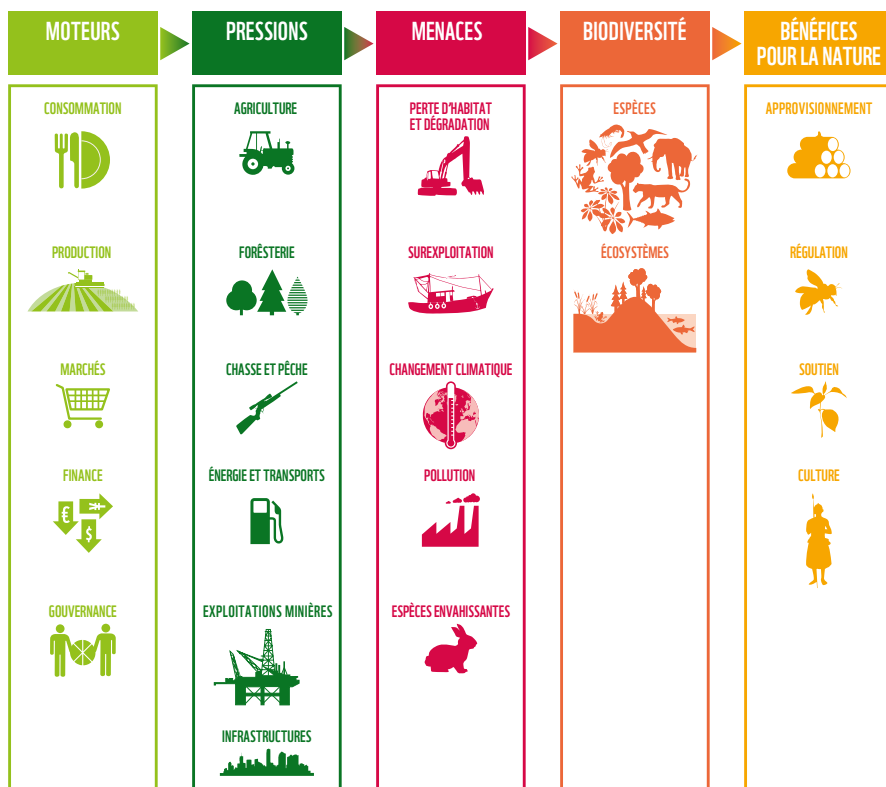 MOTEURS
PRESSIONS
MENACES
BIODIVERSITÉ
BÉNÉFICES
POUR LA NATURE
CONSOMMATION
PRODUCTION
MARCHÉS
FINANCE
€
¥
$
GOUVERNANCE
AGRICULTURE
FORÊSTERIE
CHASSE ET PÊCHE
ÉNERGIE ET TRANSPORTS
EXPLOITATIONS MINIÈRES
INFRASTRUCTURES
PERTE D'HABITAT
ET DÉGRADATION
SUREXPLOITATION
CHANGEMENT CLIMATIQUE
POLLUTION
ESPÈCES ENVAHISSANTES
ESPÈCES
ÉCOSYSTÈMES
APPROVISIONNEMENT
RÉGULATION
SOUTIEN
CULTURE